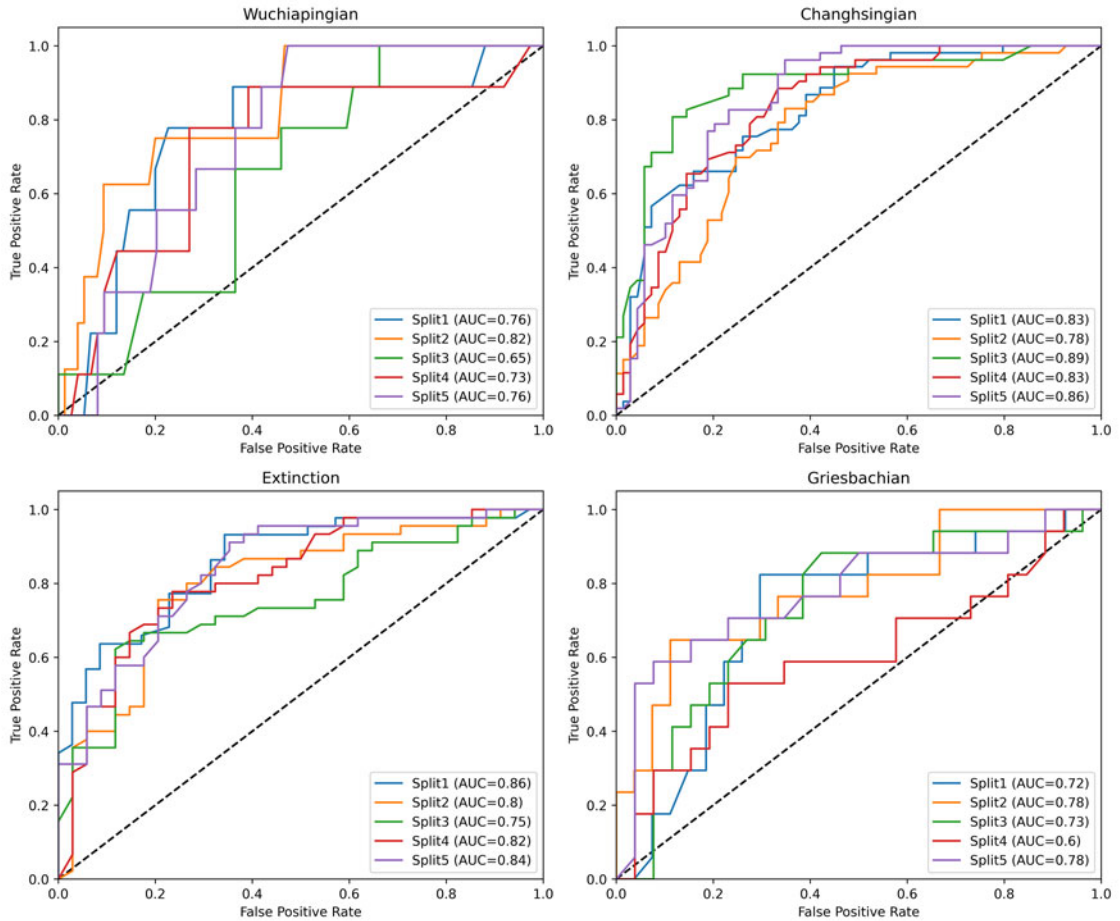 Wuchiapingian
True Positive Rate
1.0
0.8
0.6
0.4
0.2
0.0
Split1 (AUC=0.76)
Split2 (AUC=0.82)
Split3 (AUC=0.65)
Split4 (AUC=0.73)
Split5 (AUC=0.76)
0.0 0.2 0.4 0.6 0.8 1.0
False Positive Rate
Changhsingian
True Positive Rate
1.0
0.8
0.6
0.4
0.2
0.0
Split1 (AUC=0.83)
Split2 (AUC=0.78)
Split3 (AUC=0.89)
Split4 (AUC=0.83)
Split5 (AUC=0.86)
0.0 0.2 0.4 0.6 0.8 1.0
False Positive Rate
Extinction
True Positive Rate
1.0
0.8
0.6
0.4
0.2
0.0
Split1 (AUC=0.86)
Split2 (AUC=0.8)
Split3 (AUC=0.75)
Split4 (AUC=0.82)
Split5 (AUC=0.84)
0.0 0.2 0.4 0.6 0.8 1.0
False Positive Rate
Griesbachian
True Positive Rate
1.0
0.8
0.6
0.4
0.2
0.0
Split1 (AUC=0.72)
Split2 (AUC=0.78)
Split3 (AUC=0.73)
Split4 (AUC=0.6)
Split5 (AUC=0.78)
0.0 0.2 0.4 0.6 0.8 1.0
False Positive Rate